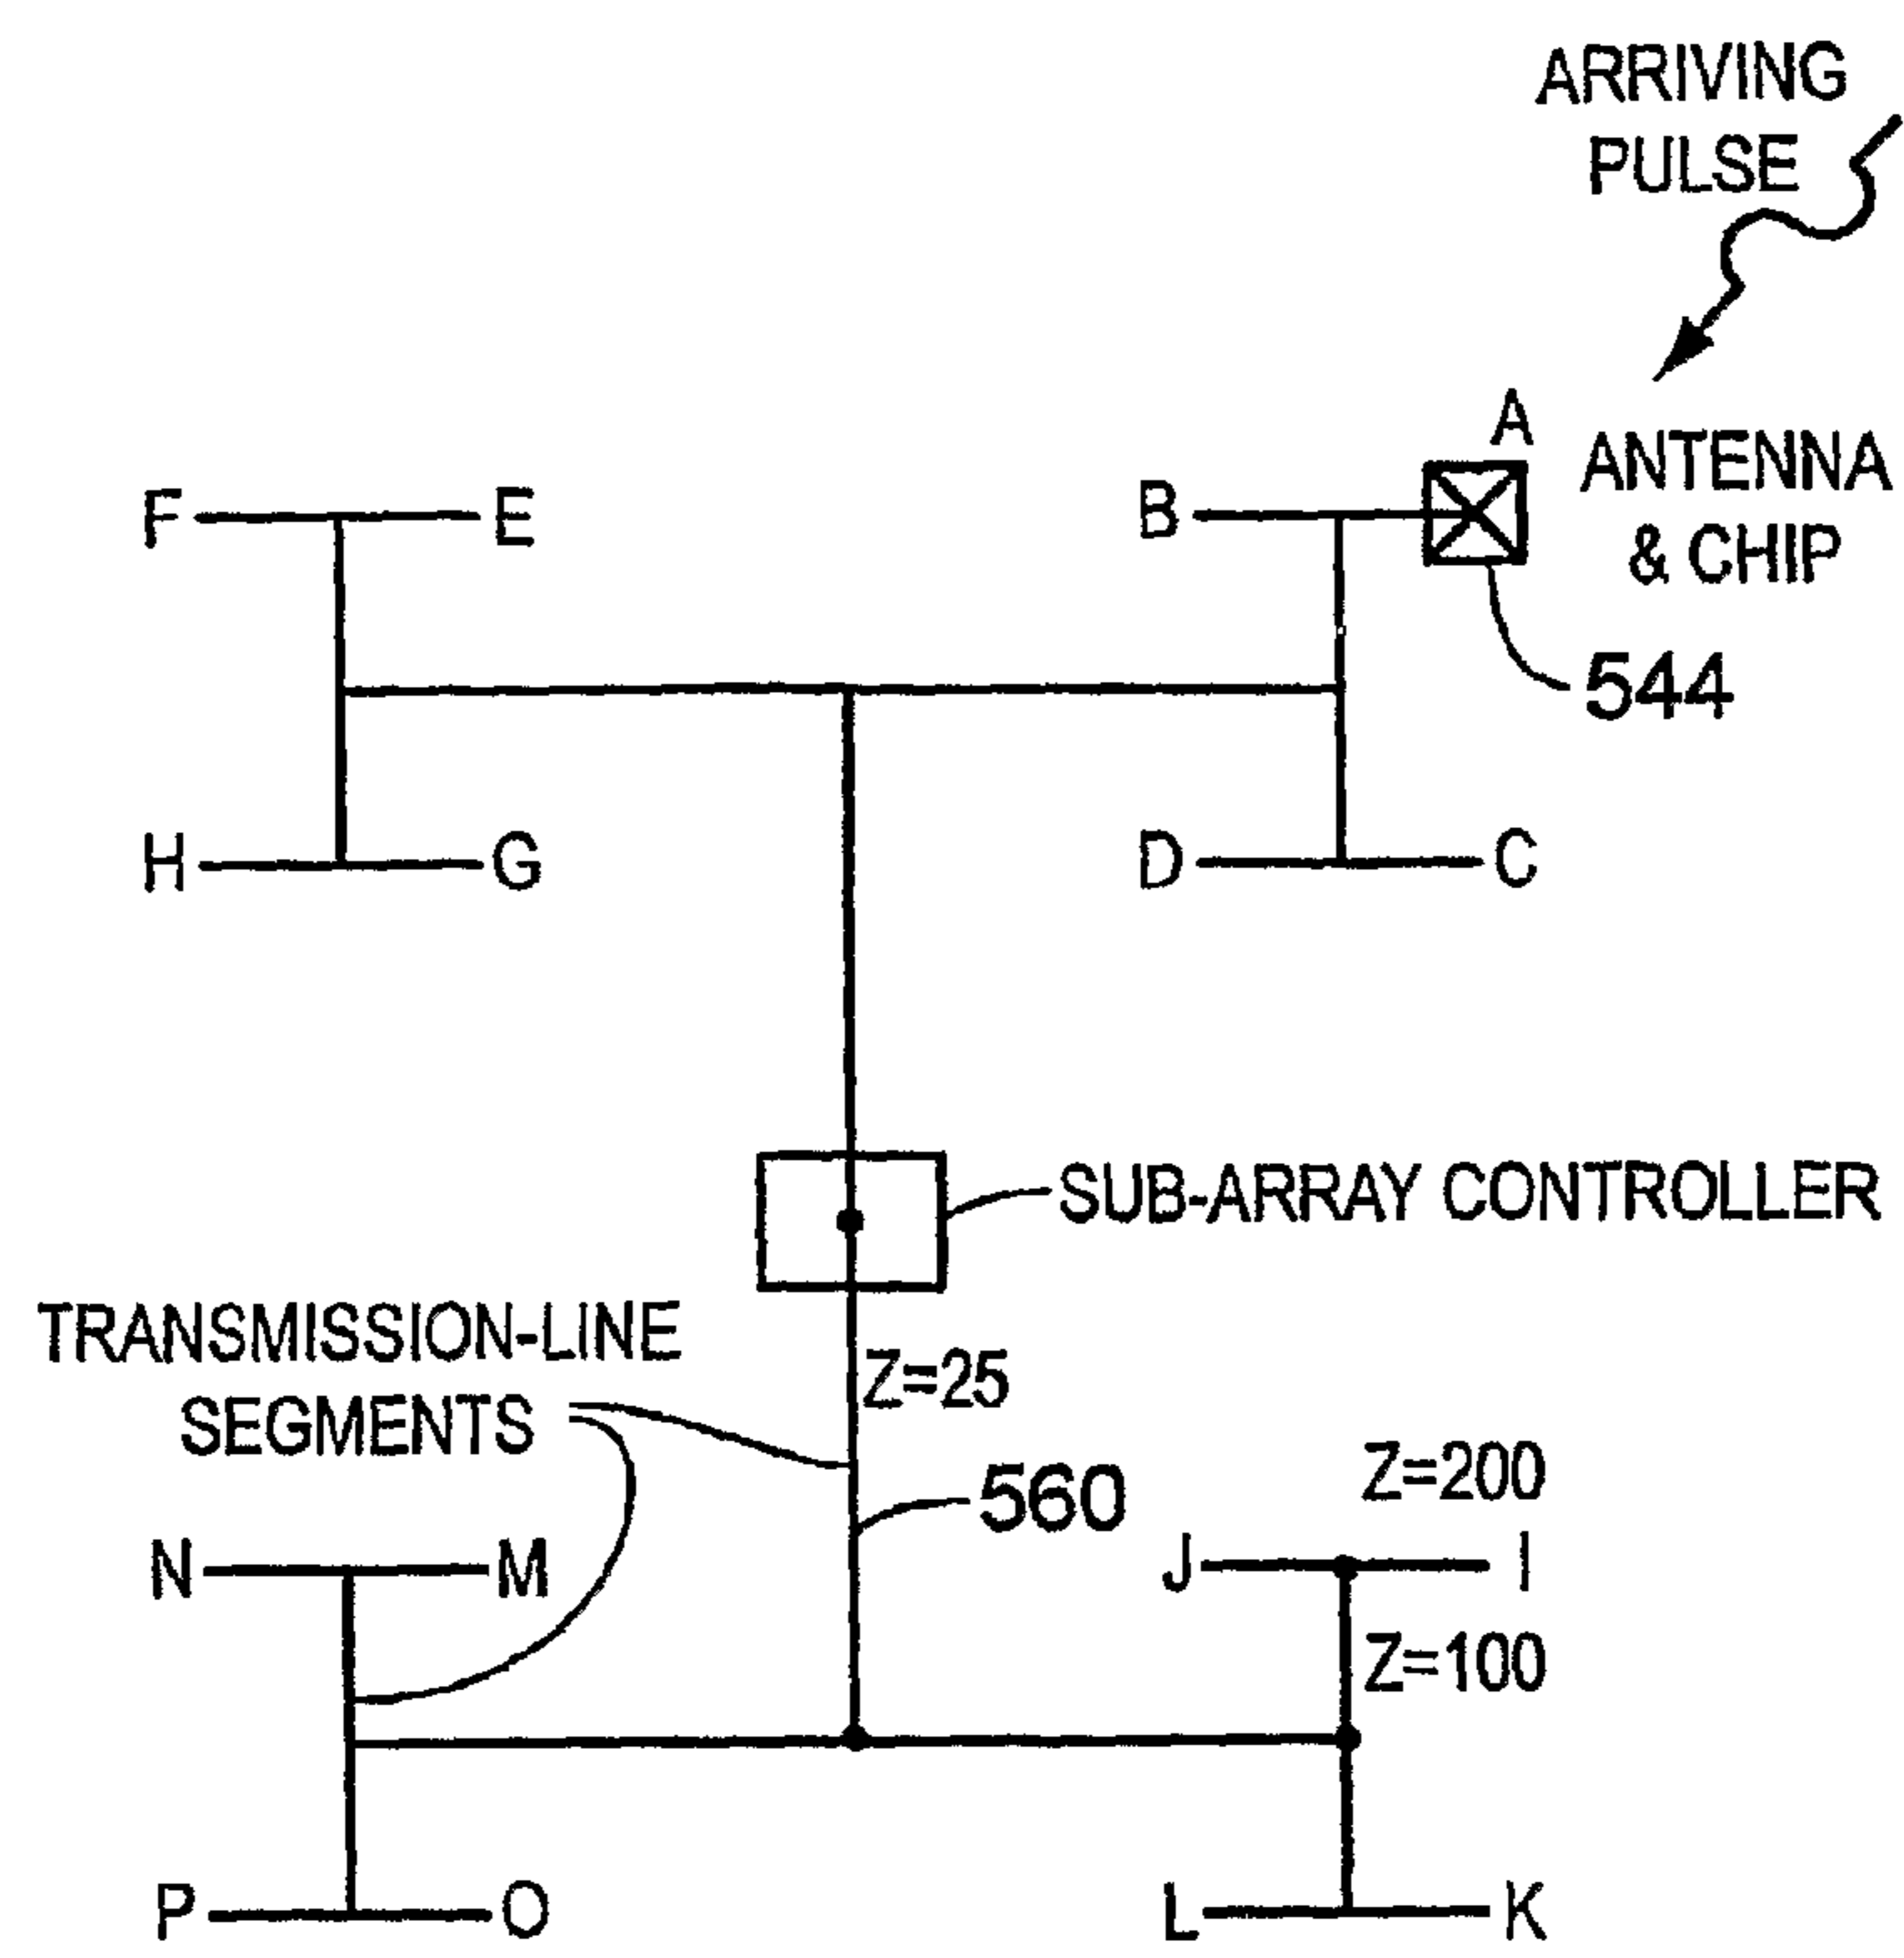 ARRIVING
PULSE
A
ANTENNA
& CHIP
F
E
B
544
H
G
D
C
SUB-ARRAY CONTROLLER
TRANSMISSION-LINE
SEGMENTS
Z=25
560
Z=200
N
M
J
I
Z=100
P
O
L
K